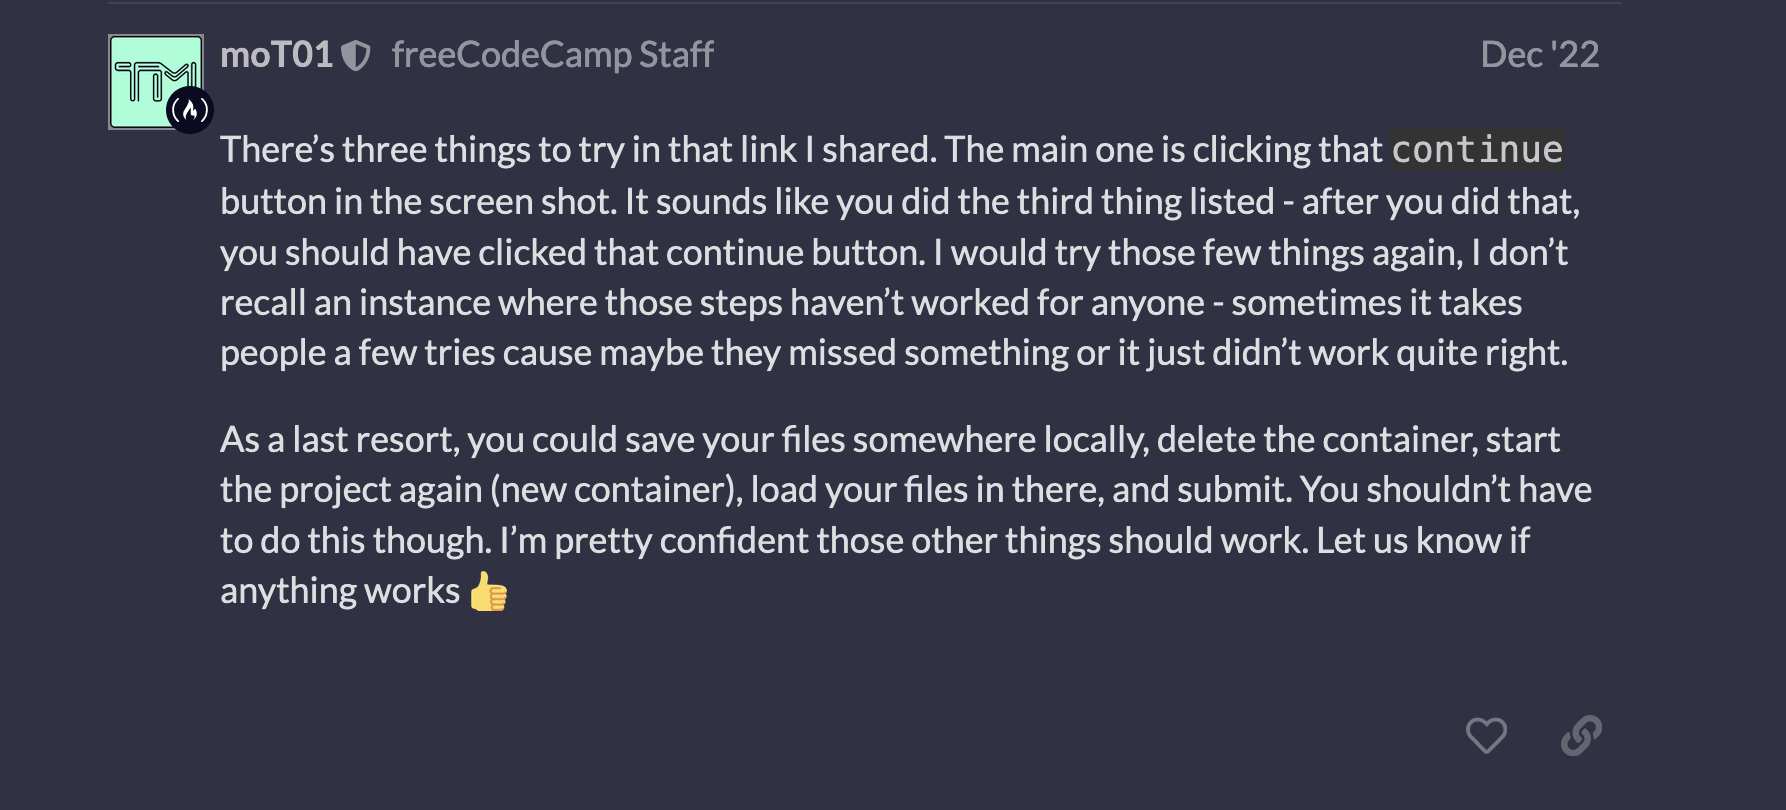 moT01 freeCodeCamp Staff Dec '22
TM
There’s three things to try in that link I shared. The main one is clicking that continue
button in the screen shot. It sounds like you did the third thing listed - after you did that,
you should have clicked that continue button. I would try those few things again, I don’t
recall an instance where those steps haven’t worked for anyone - sometimes it takes
people a few tries cause maybe they missed something or it just didn’t work quite right.
As a last resort, you could save your files somewhere locally, delete the container, start
the project again (new container), load your files in there, and submit. You shouldn’t have
to do this though. I’m pretty confident those other things should work. Let us know if
anything works 👍